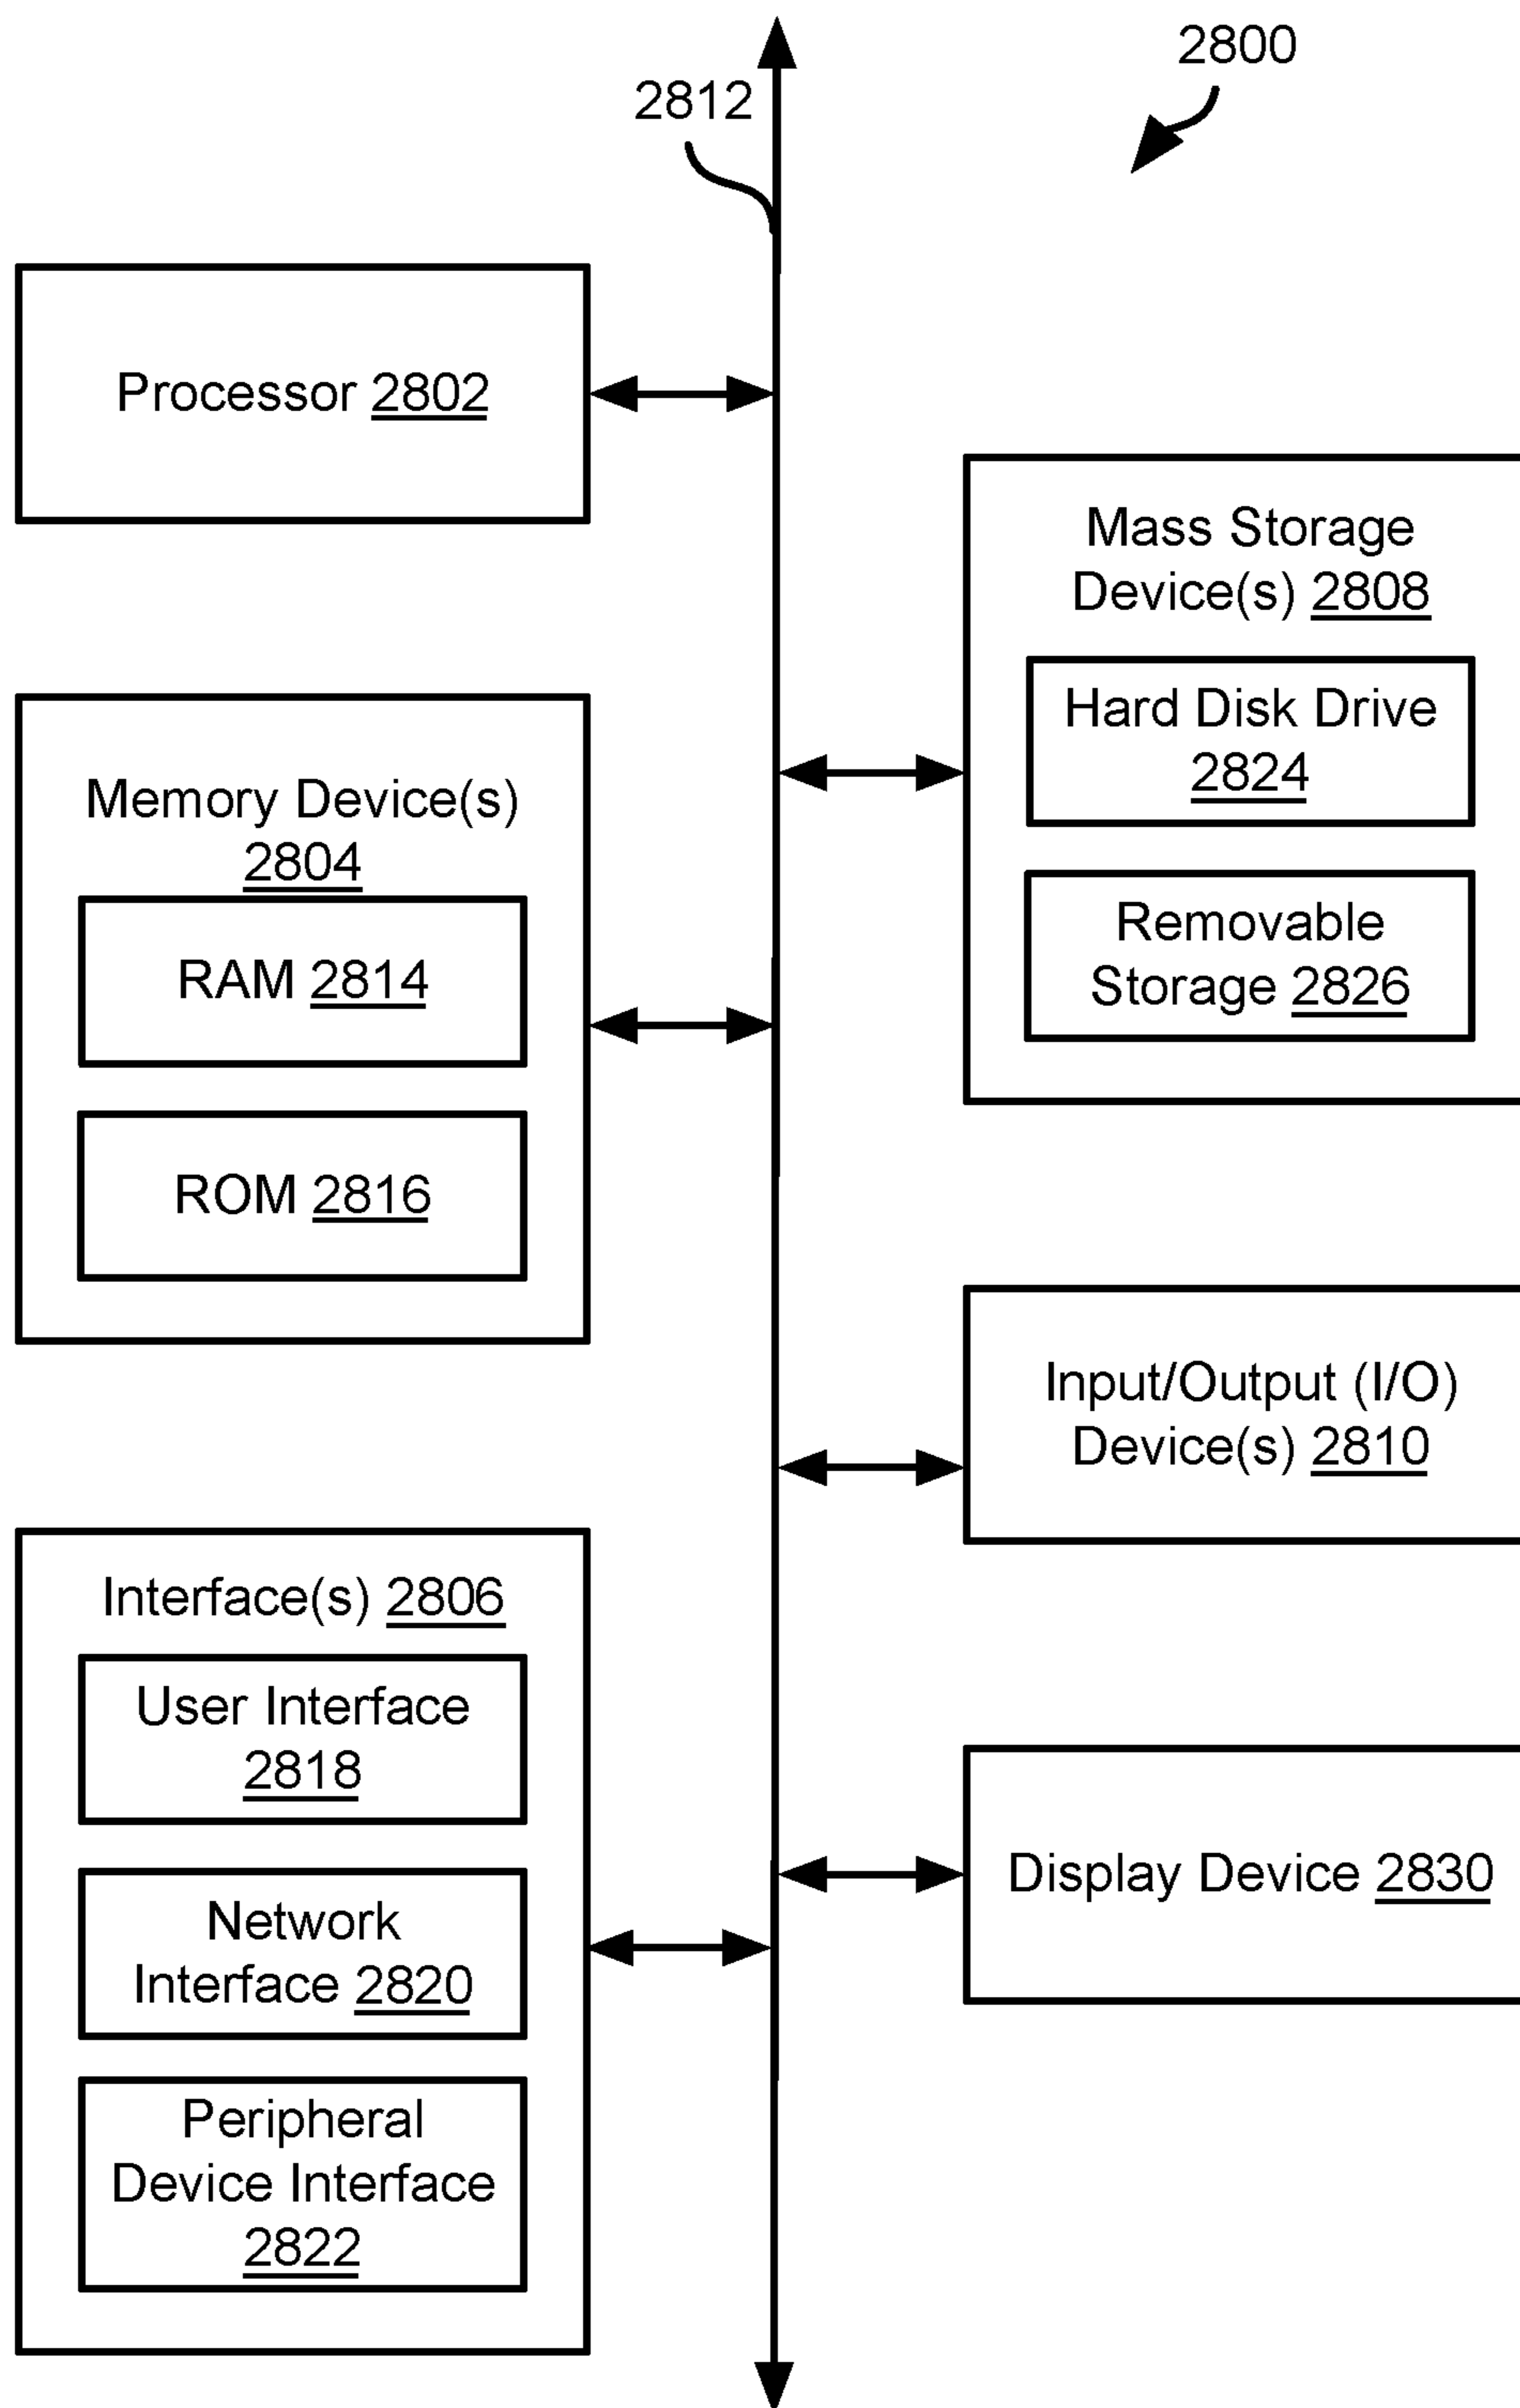 2800
2812
Processor 2802
Mass Storage
Device(s) 2808
Hard Disk Drive
2824
Removable
Storage 2826
Memory Device(s)
2804
RAM 2814
ROM 2816
Input/Output (I/O)
Device(s) 2810
Interface(s) 2806
User Interface
2818
Network
Interface 2820
Peripheral
Device Interface
2822
Display Device 2830